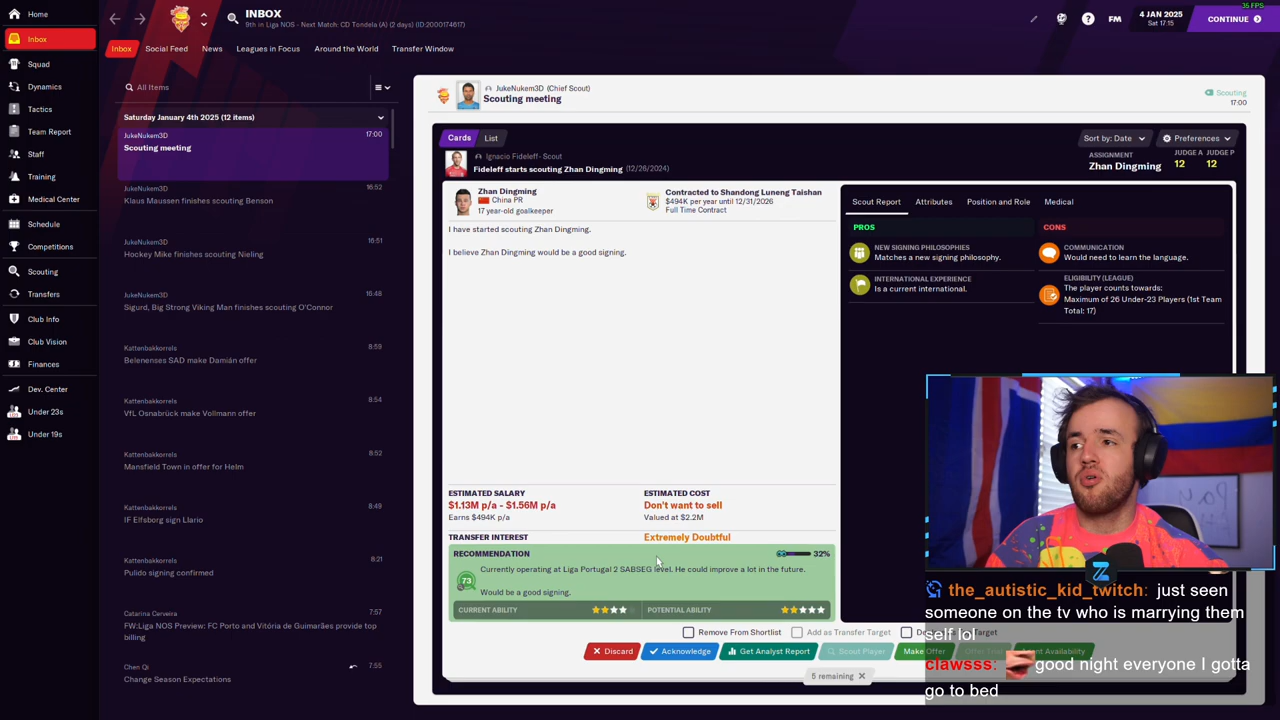 Home
INBOX
9th in Liga NOS - Next Match: CD Tondela (A) (2 days) (ID:2000174617)
36 FPS
4 JAN 2025
Sat 17:15
FM
CONTINUE
Inbox
Inbox
Social Feed
News
Leagues in Focus
Around the World
Transfer Window
Squad
Dynamics
Tactics
Team Report
Staff
Training
Medical Center
Schedule
Competitions
Scouting
Transfers
Club Info
Club Vision
Finances
Dev. Center
Under 23s
Under 19s
All Items
Saturday January 4th 2025 (12 items)
JukeNukem3D
17:00
Scouting meeting
JukeNukem3D
16:52
Klaus Maussen finishes scouting Benson
JukeNukem3D
16:51
Hockey Mike finishes scouting Nieling
JukeNukem3D
16:48
Sigurd, Big Strong Viking Man finishes scouting O'Connor
Kattenbakkorrels
8:59
Belenenses SAD make Damián offer
Kattenbakkorrels
8:54
VfL Osnabrück make Vollmann offer
Kattenbakkorrels
8:52
Mansfield Town in offer for Helm
Kattenbakkorrels
8:49
IF Elfsborg sign Llario
Kattenbakkorrels
8:21
Pulido signing confirmed
Catarina Cerveira
7:57
FW:Liga NOS Preview: FC Porto and Vitória de Guimarães provide top
billing
Chen Qi
7:55
Change Season Expectations
JukeNukem3D (Chief Scout)
Scouting meeting
Scouting
17:00
Cards
List
Sort by: Date
Preferences
Ignacio Fideleff - Scout
Fideleff starts scouting Zhan Dingming (12/26/2024)
ASSIGNMENT
Zhan Dingming
JUDGE A
12
JUDGE P
12
Zhan Dingming
China PR
17 year-old goalkeeper
Contracted to Shandong Luneng Taishan
$494K per year until 12/31/2026
Full Time Contract
I have started scouting Zhan Dingming.
I believe Zhan Dingming would be a good signing.
Scout Report
Attributes
Position and Role
Medical
PROS
NEW SIGNING PHILOSOPHIES
Matches a new signing philosophy.
INTERNATIONAL EXPERIENCE
Is a current international.
CONS
COMMUNICATION
Would need to learn the language.
ELIGIBILITY (LEAGUE)
The player counts towards:
Maximum of 26 Under-23 Players (1st Team
Total: 17)
ESTIMATED SALARY
$1.13M p/a - $1.56M p/a
Earns $494K p/a
ESTIMATED COST
Don't want to sell
Valued at $2.2M
TRANSFER INTEREST
Extremely Doubtful
RECOMMENDATION
32%
73
Currently operating at Liga Portugal 2 SABSEG level. He could improve a lot in the future.
Would be a good signing.
CURRENT ABILITY
POTENTIAL ABILITY
Remove From Shortlist
Add as Transfer Target
Discard
Acknowledge
Get Analyst Report
Scout Player
Make Offer
5 remaining
the_autistic_kid_twitch: just seen
someone on the tv who is marrying them
self lol
clawsss: good night everyone I gotta
go to bed